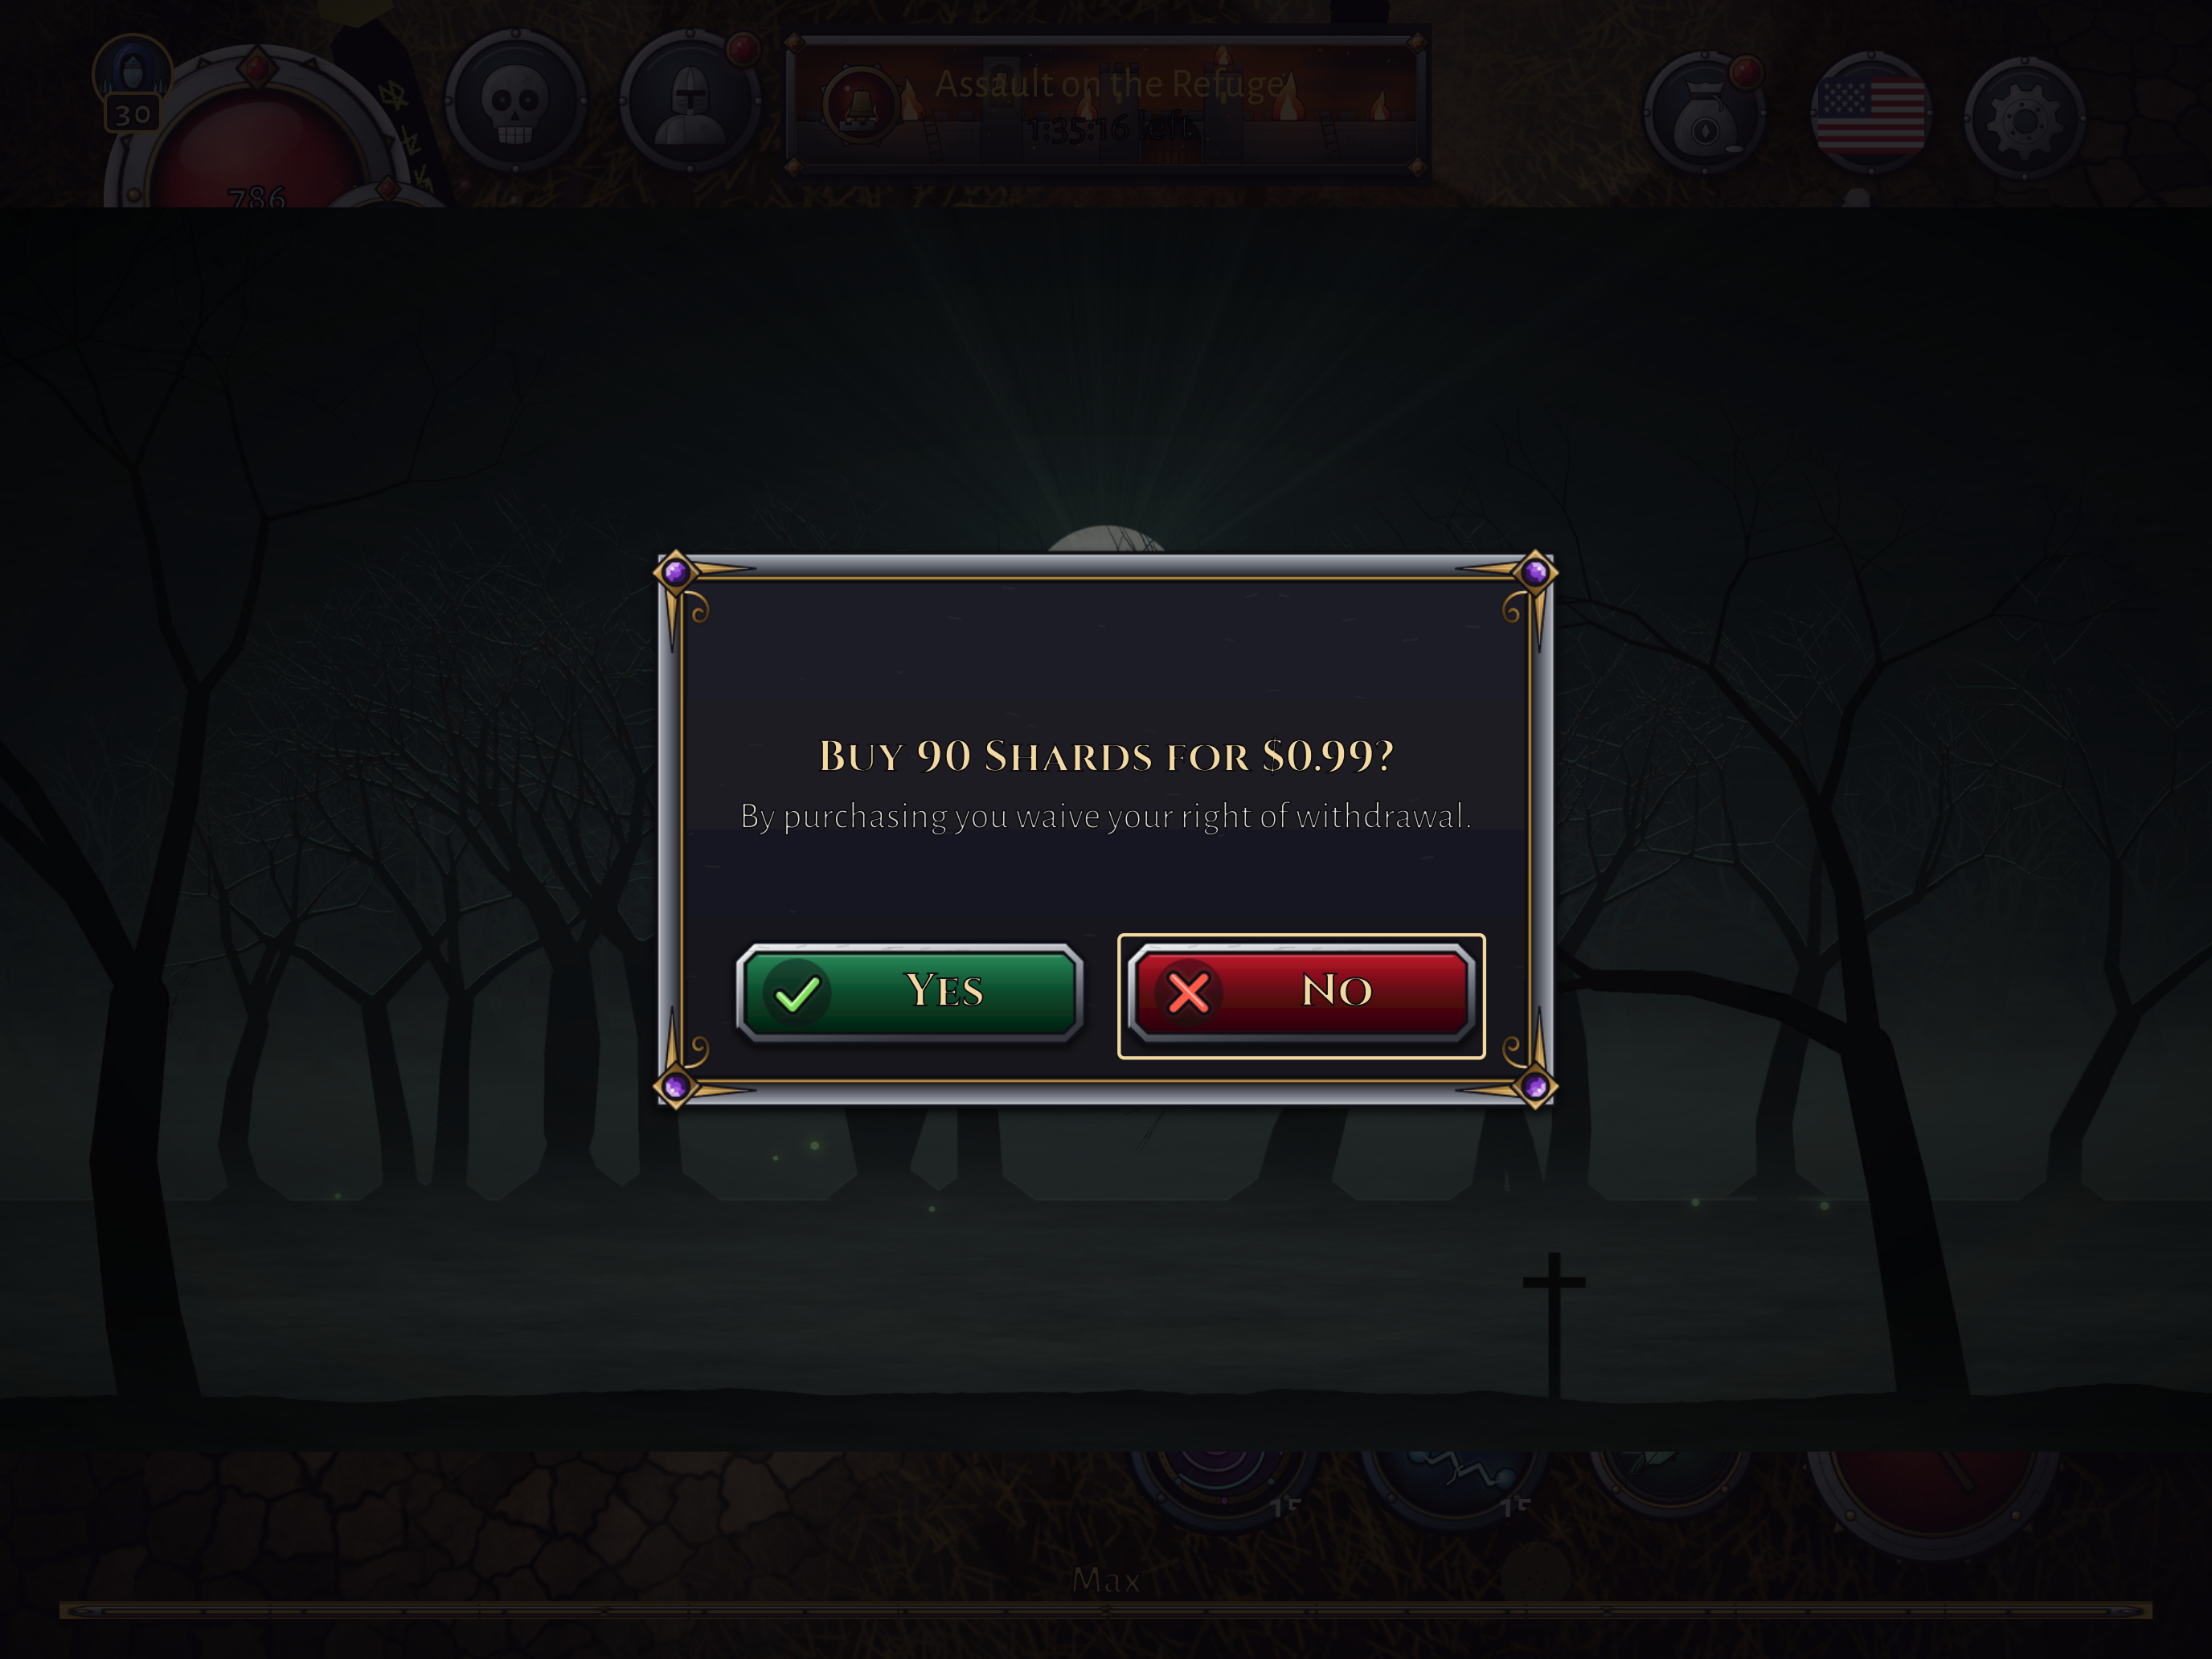 30
Assault on the Refuge
1:35:16 left
786
Buy 90 Shards for $0.99?
By purchasing you waive your right of withdrawal.
Yes
No
Max